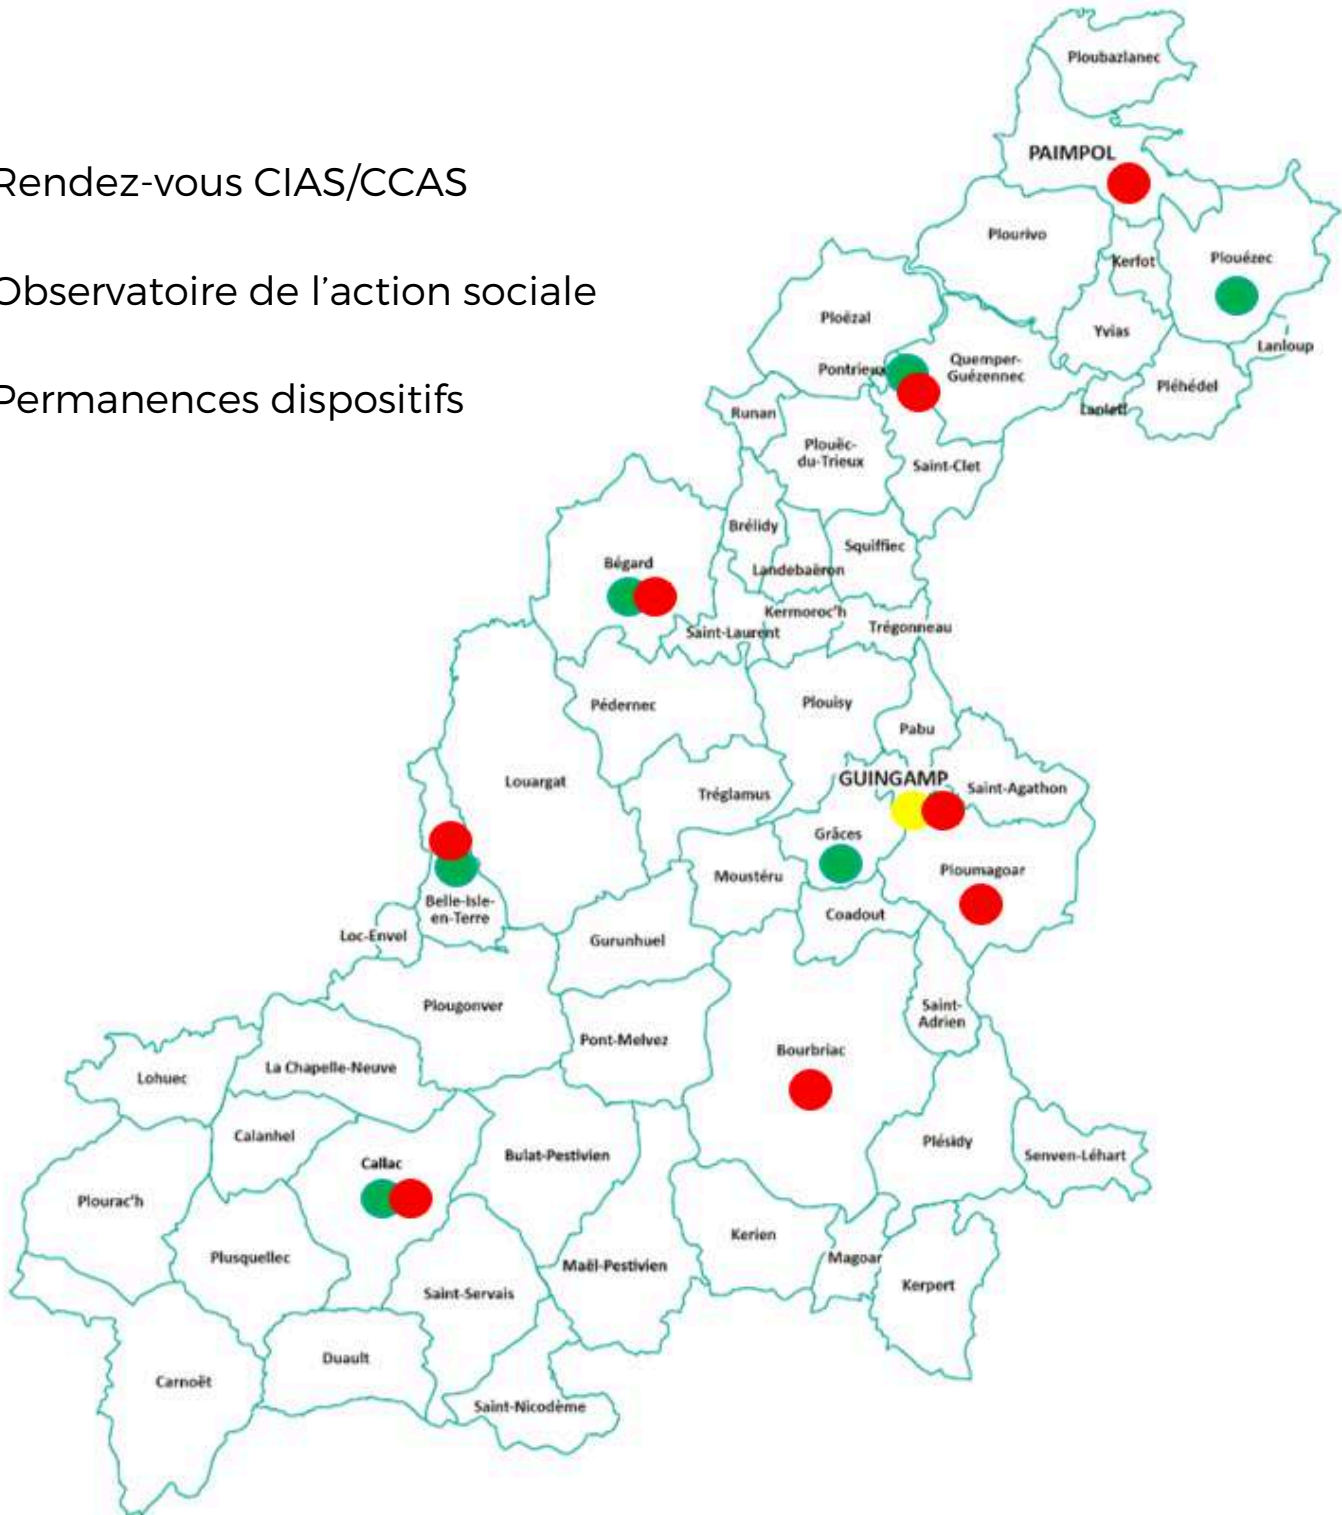 Rendez-vous CIAS/CCAS
Observatoire de l'action sociale
Permanences dispositifs
Ploubazlanec
PAIMPOL
Plourivo
Kerfot
Plouézec
Ploëzal
Yvias
Lanloup
Pontrieux
Quemper-
Guézennec
Pléhédel
Lanleff
Runan
Plouëc-
du-Trieux
Saint-Clet
Brélidy
Squiffiec
Bégard
Landebaëron
Kermoroc'h
Saint-Laurent
Trégonneau
Pédernec
Plouisy
Pabu
Louargat
Tréglamus
GUINGAMP
Saint-Agathon
Grâces
Moustéru
Ploumagoar
Belle-Isle-
en-Terre
Coadout
Loc-Envel
Gurunhuel
Plougonver
Saint-
Adrien
Pont-Melvez
Bourbriac
La Chapelle-Neuve
Lohuec
Calanhel
Plésidy
Callac
Bulat-Pestivien
Senven-Léhart
Plourac'h
Kerien
Plusquellec
Maël-Pestivien
Magoar
Saint-Servais
Kerpert
Duault
Carnoët
Saint-Nicodème